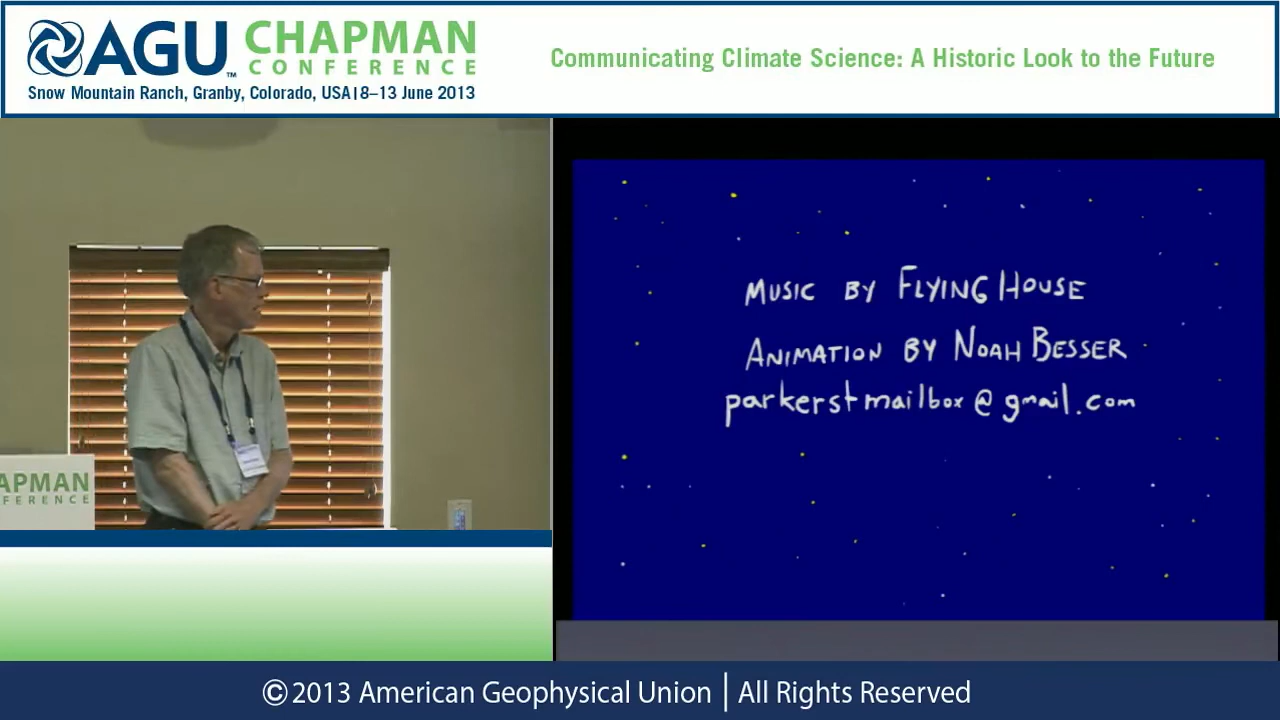 AGU™ CHAPMAN
CONFERENCE
Snow Mountain Ranch, Granby, Colorado, USA|8–13 June 2013
Communicating Climate Science: A Historic Look to the Future
MUSIC BY FLYING HOUSE
ANIMATION BY NOAH BESSER
parkerstmailbox@gmail.com
APMAN
NFERENCE
©2013 American Geophysical Union | All Rights Reserved